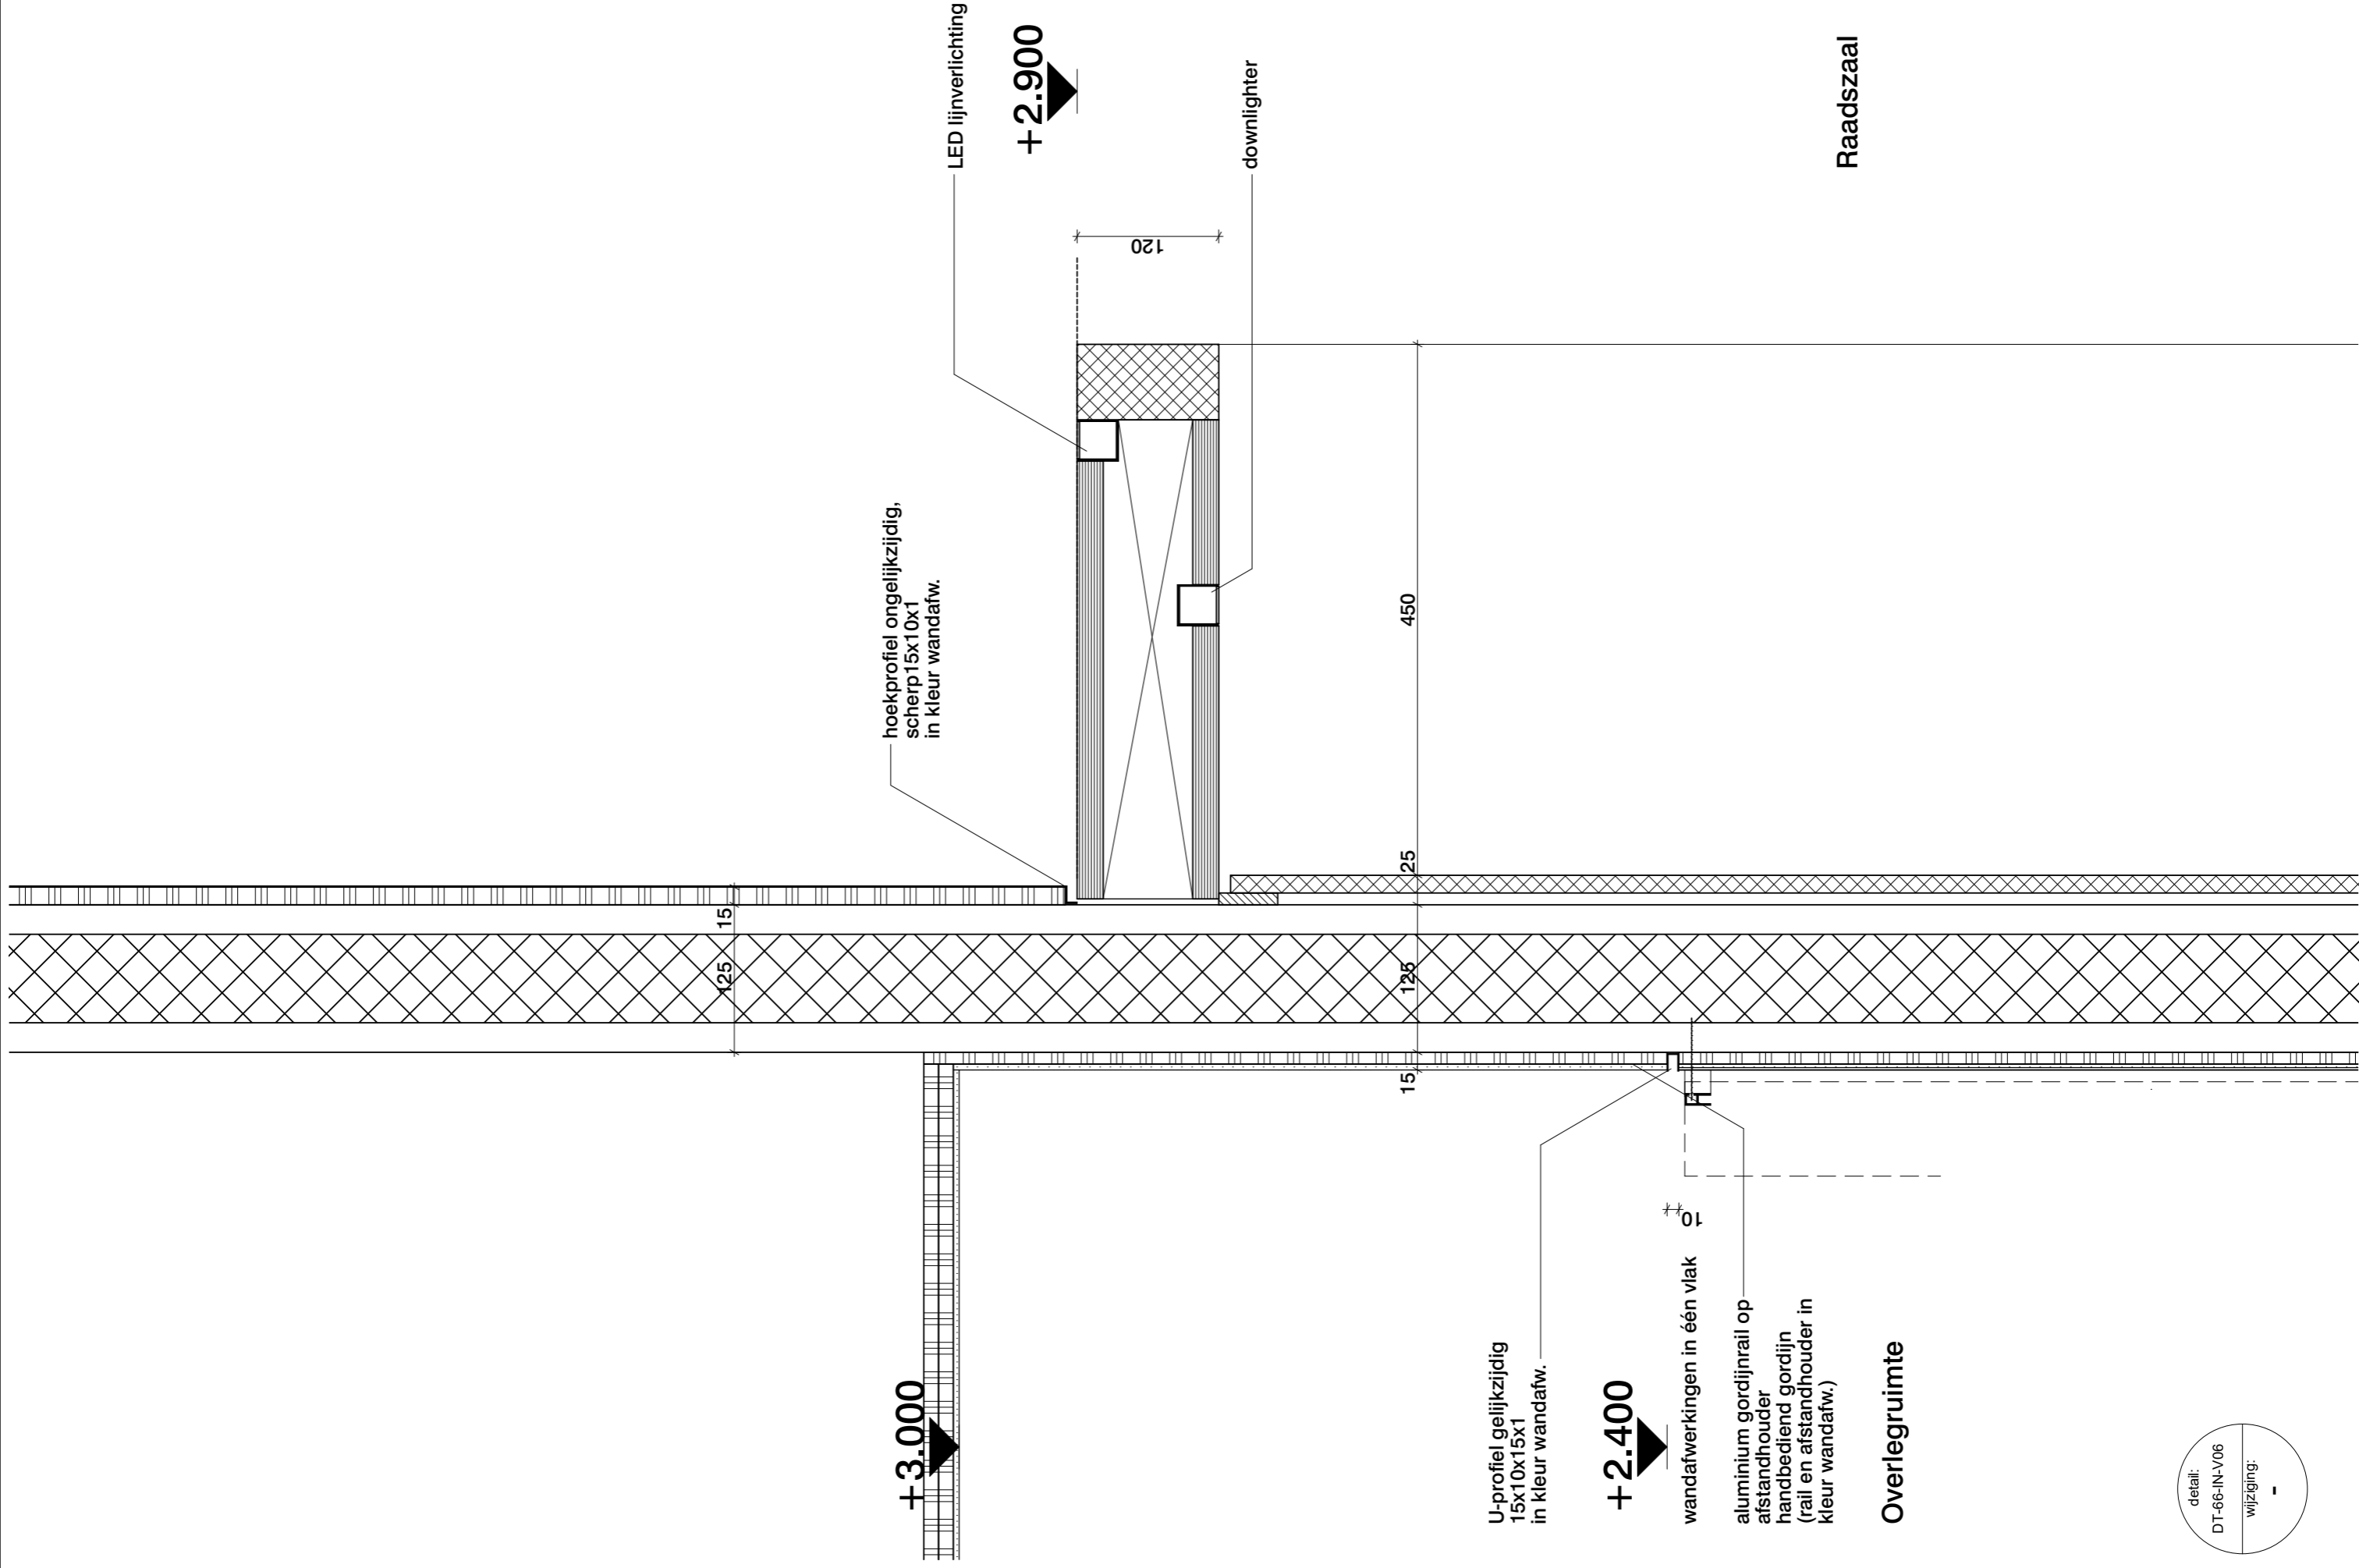 LED lijnverlichting
+2.900
downlighter
Raadszaal
120
hoekprofiel ongelijkzijdig,
scherp15x10x1
in kleur wandafw.
450
25
15
125
125
15
10
+3.000
U-profiel gelijkzijdig
15x10x15x1
in kleur wandafw.
+2.400
wandafwerkingen in één vlak
aluminium gordijnrail op
afstandhouder
handbediend gordijn
(rail en afstandhouder in
kleur wandafw.)
Overlegruimte
detail:
DT-66-IN-V06
wijziging:
-